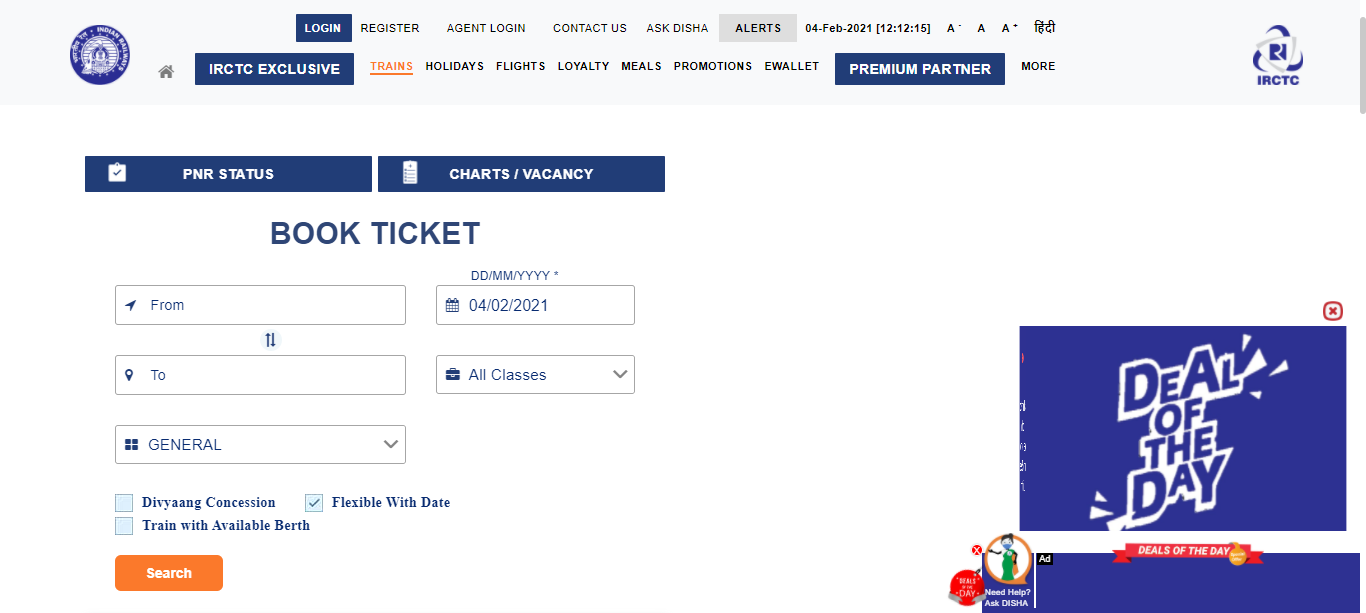 LOGIN REGISTER AGENT LOGIN CONTACT US ASK DISHA ALERTS 04-Feb-2021 [12:12:15] A - A A + हिंदी
IRCTC EXCLUSIVE TRAINS HOLIDAYS FLIGHTS LOYALTY MEALS PROMOTIONS EWALLET PREMIUM PARTNER MORE
INDIAN RAILWAYS
IRCTC
PNR STATUS CHARTS / VACANCY
BOOK TICKET
DD/MM/YYYY *
From 04/02/2021
To All Classes
GENERAL
Divyaang Concession Flexible With Date
Train with Available Berth
Search
DEAL
OF
THE
DAY
DEALS OF THE DAY
Ad
DEALS
OF THE
DAY
Need Help?
Ask DISHA